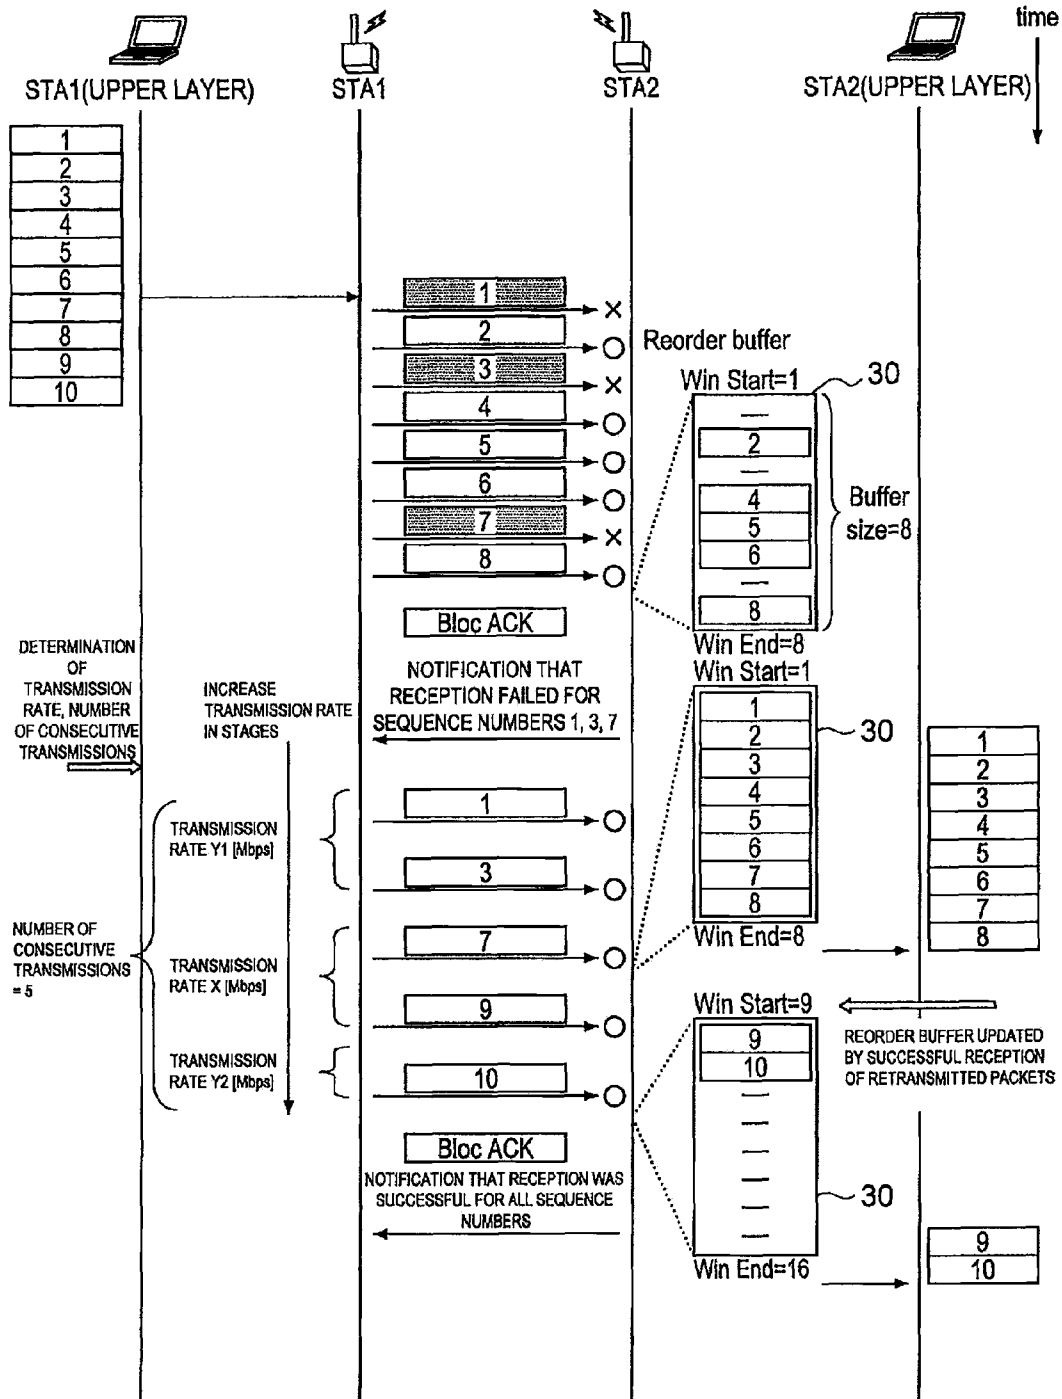 time
STA1(UPPER LAYER)
STA1
STA2
STA2(UPPER LAYER)
1
2
3
4
5
6
7
8
9
10
1
2
3
4
5
6
7
8
Bloc ACK
Reorder buffer
Win Start=1
30
2
4
5
6
8
Buffer
size=8
Win End=8
DETERMINATION
OF
TRANSMISSION
RATE, NUMBER
OF CONSECUTIVE
TRANSMISSIONS
INCREASE
TRANSMISSION RATE
IN STAGES
NOTIFICATION THAT
RECEPTION FAILED FOR
SEQUENCE NUMBERS 1, 3, 7
Win Start=1
30
1
2
3
4
5
6
7
8
Win End=8
1
2
3
4
5
6
7
8
NUMBER OF
CONSECUTIVE
TRANSMISSIONS
= 5
TRANSMISSION
RATE Y1 [Mbps]
TRANSMISSION
RATE X [Mbps]
TRANSMISSION
RATE Y2 [Mbps]
1
3
7
9
10
Bloc ACK
NOTIFICATION THAT RECEPTION WAS
SUCCESSFUL FOR ALL SEQUENCE
NUMBERS
Win Start=9
9
10
30
Win End=16
REORDER BUFFER UPDATED
BY SUCCESSFUL RECEPTION
OF RETRANSMITTED PACKETS
9
10